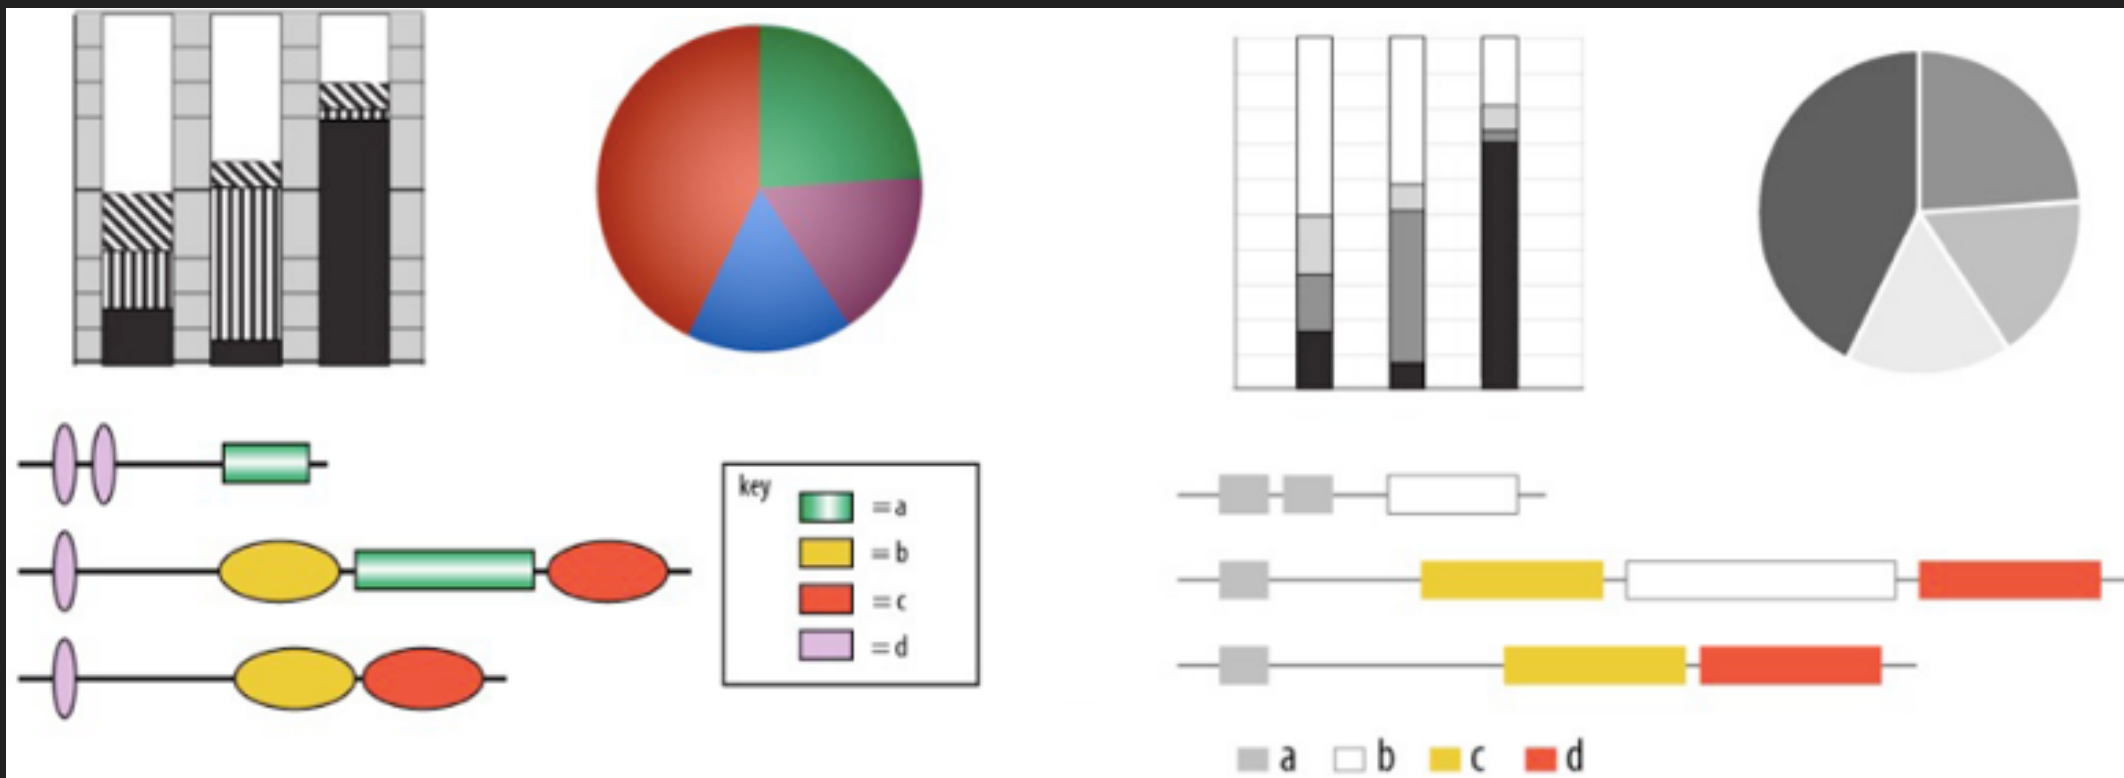 key
= a
= b
= c
= d
a b c d